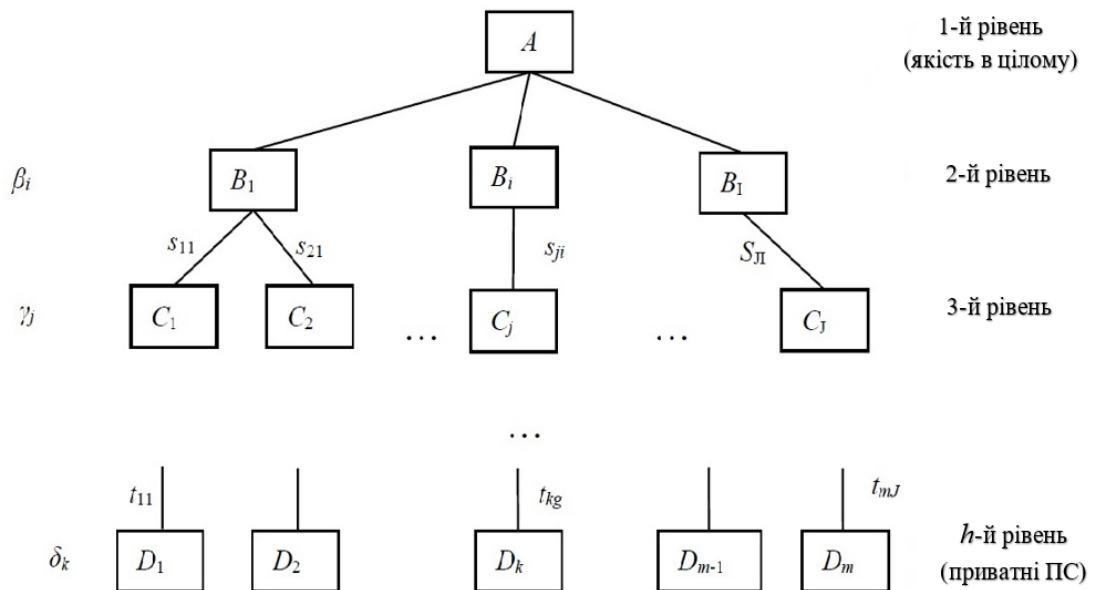 A
1-й рівень
(якість в цілому)
βi
B1
Bi
BI
2-й рівень
s11
s21
sji
SЛ
γj
C1
C2
...
Cj
...
CJ
3-й рівень
...
t11
tkg
tmJ
δk
D1
D2
Dk
Dm-1
Dm
h-й рівень
(приватні ПС)